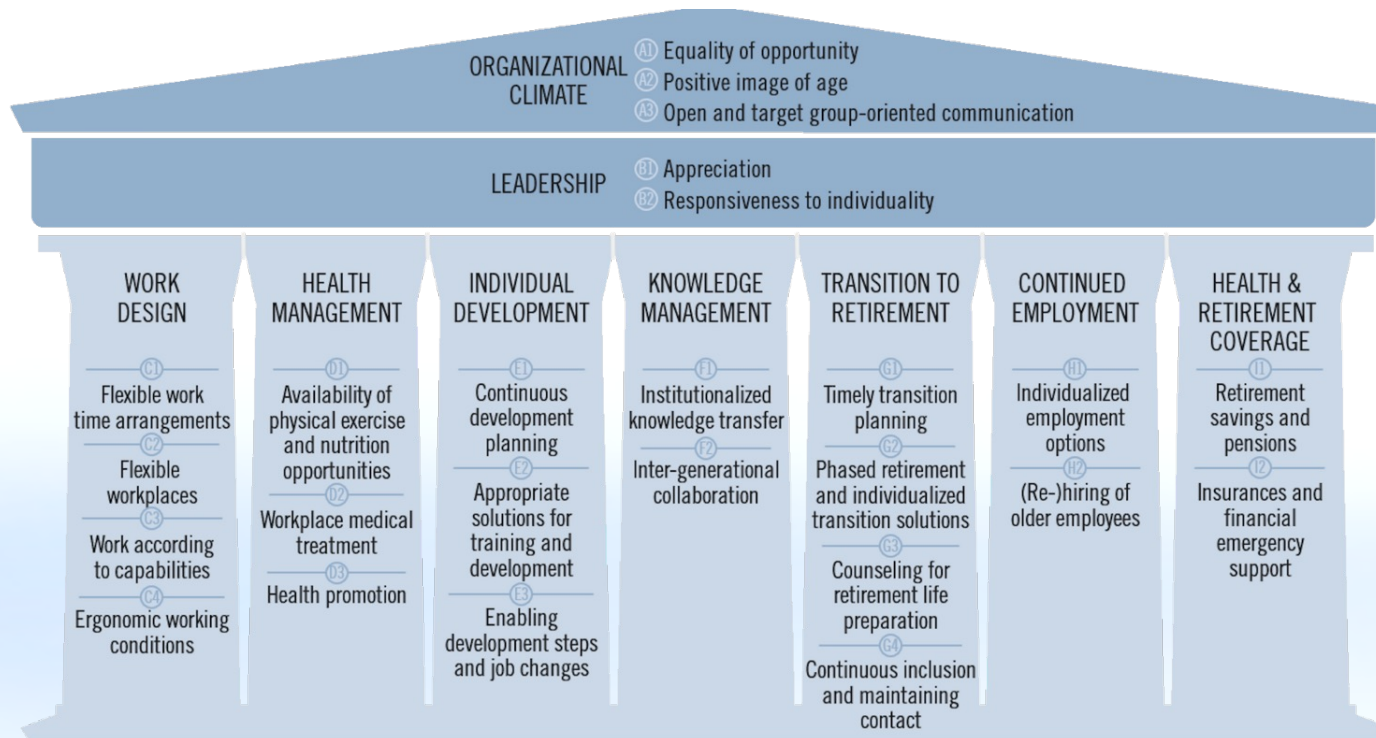 ORGANIZATIONAL
CLIMATE
A1 Equality of opportunity
A2 Positive image of age
A3 Open and target group-oriented communication
LEADERSHIP
B1 Appreciation
B2 Responsiveness to individuality
WORK
DESIGN
C1
Flexible work
time arrangements
C2
Flexible
workplaces
C3
Work according
to capabilities
C4
Ergonomic working
conditions
HEALTH
MANAGEMENT
D1
Availability of
physical exercise
and nutrition
opportunities
D2
Workplace medical
treatment
D3
Health promotion
INDIVIDUAL
DEVELOPMENT
E1
Continuous
development
planning
E2
Appropriate
solutions for
training and
development
E3
Enabling
development steps
and job changes
KNOWLEDGE
MANAGEMENT
F1
Institutionalized
knowledge transfer
F2
Inter-generational
collaboration
TRANSITION TO
RETIREMENT
G1
Timely transition
planning
G2
Phased retirement
and individualized
transition solutions
G3
Counseling for
retirement life
preparation
G4
Continuous inclusion
and maintaining
contact
CONTINUED
EMPLOYMENT
H1
Individualized
employment
options
H2
(Re-)hiring of
older employees
HEALTH &
RETIREMENT
COVERAGE
I1
Retirement
savings and
pensions
I2
Insurances and
financial
emergency
support